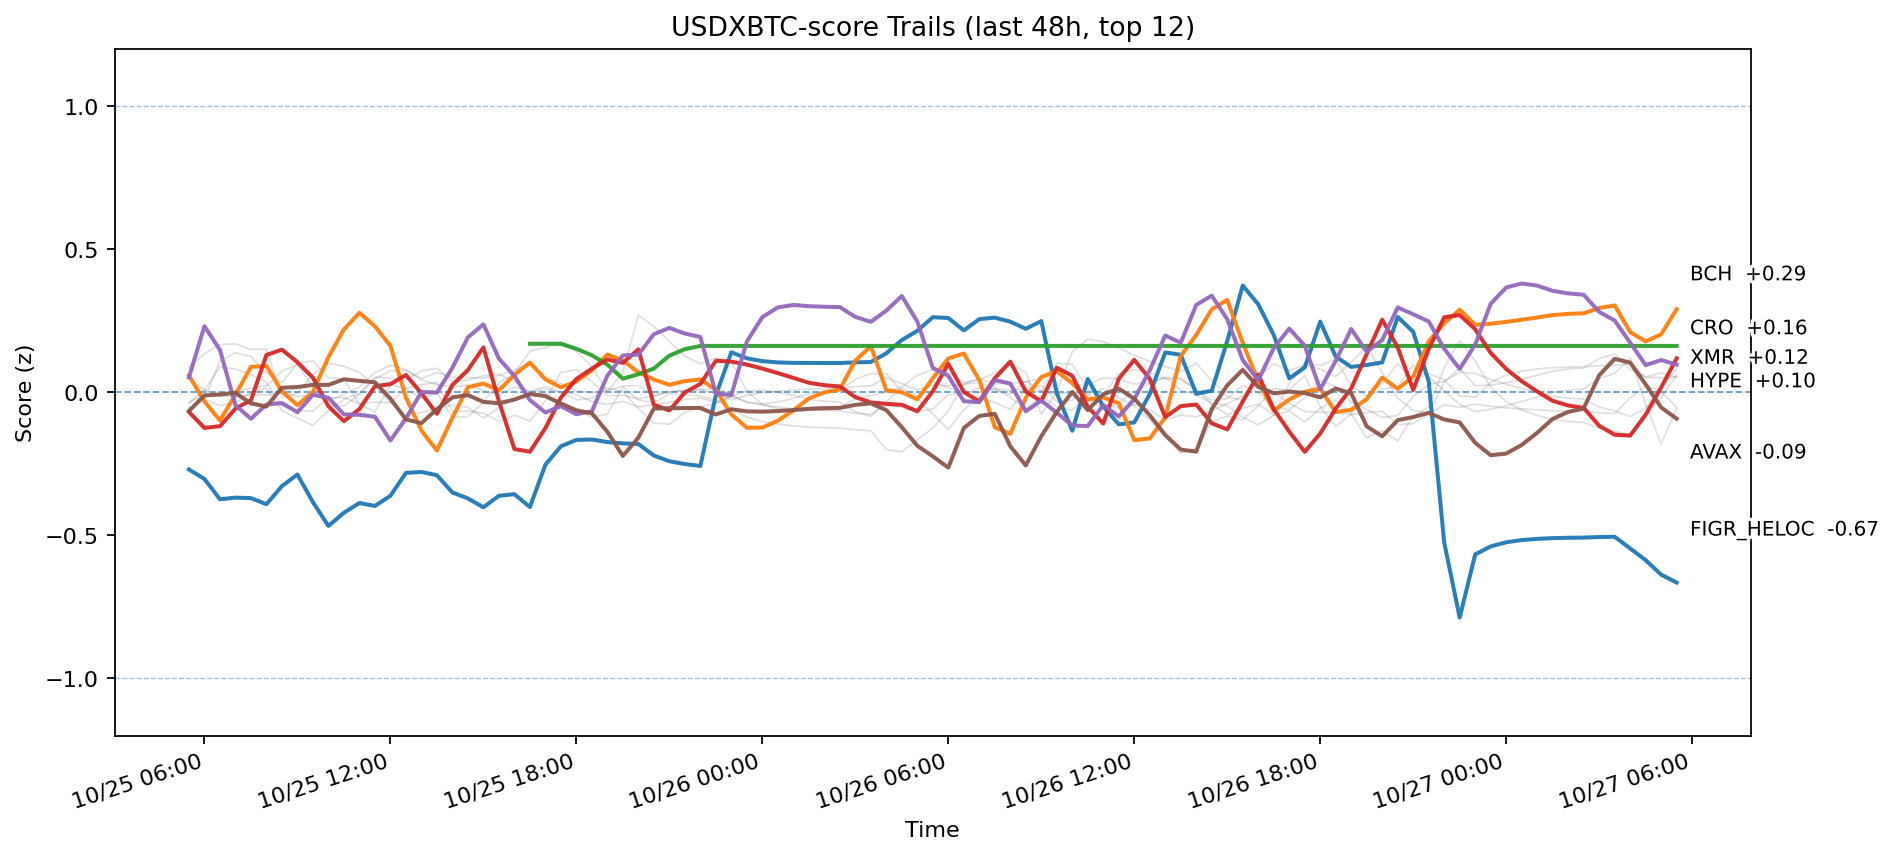 USDXBTC-score Trails (last 48h, top 12)
Score (z)
1.0
0.5
0.0
−0.5
−1.0
BCH +0.29
CRO +0.16
XMR +0.12
HYPE +0.10
AVAX -0.09
FIGR_HELOC -0.67
10/25 06:00
10/25 12:00
10/25 18:00
10/26 00:00
10/26 06:00
10/26 12:00
10/26 18:00
10/27 00:00
10/27 06:00
Time